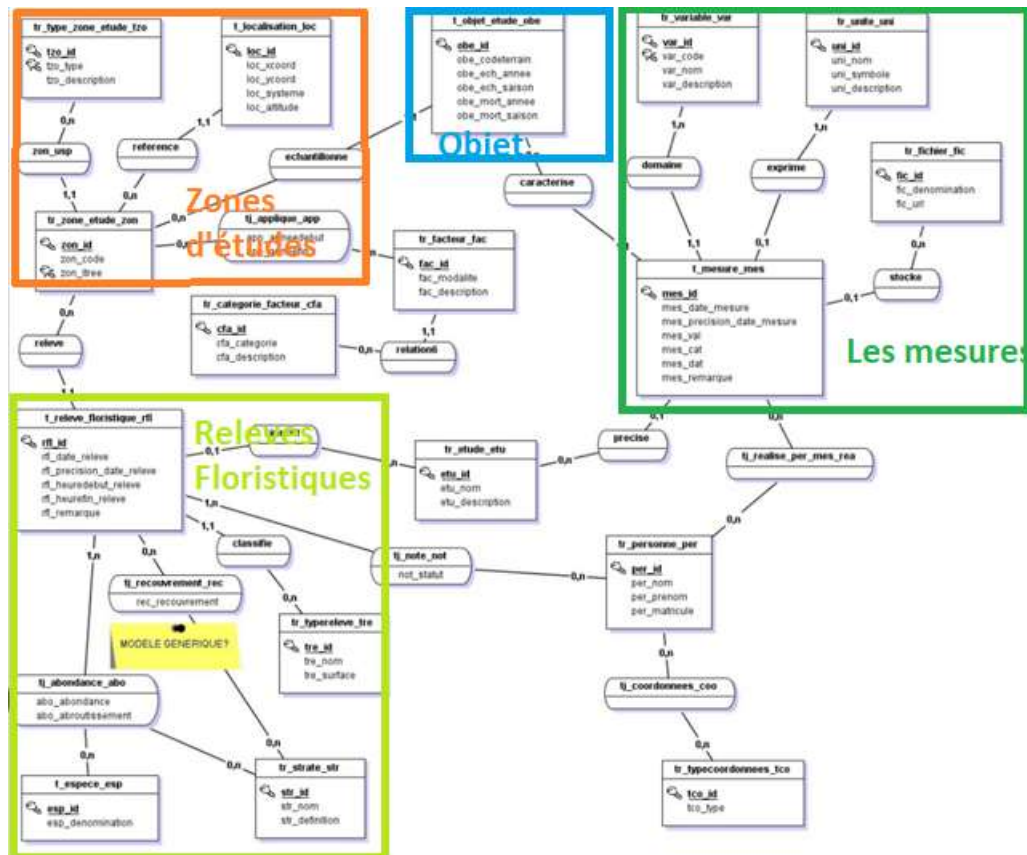 tr_type_zone_etude_tzo
tzo_id
tzo_type
tzo_description
t_localisation_loc
loc_id
loc_xcoord
loc_ycoord
loc_systeme
loc_altitude
0,n
1,1
zon_usp
reference
1,1
0,n
echantillonne
Zones
d'études
tr_zone_etude_zon
zon_id
zon_code
zon_ttree
0,n
0,n
tj_applique_app
0,n
t_objet_etude_obe
obe_id
obe_codeterrain
obe_ech_annee
obe_ech_saison
obe_mort_annee
obe_mort_saison
Objet
caracterise
tr_variable_var
var_id
var_code
var_nom
var_description
tr_unite_uni
uni_id
uni_nom
uni_symbole
uni_description
1,n
1,n
domaine
exprime
1,1
0,1
tr_fichier_fic
fic_id
fic_denomination
fic_url
0,n
stocke
0,1
t_mesure_mes
mes_id
mes_date_mesure
mes_precision_date_mesure
mes_val
mes_cat
mes_dat
mes_remarque
Les mesures
tr_facteur_fac
fac_id
fac_modalite
fac_description
1,1
tr_categorie_facteur_cfa
cfa_id
cfa_categorie
cfa_description
0,n
relation6
0,n
releve
1,1
t_releve_floristique_rfl
rfl_id
rfl_date_releve
rfl_precision_date_releve
rfl_heuredebut_releve
rfl_heurefin_releve
rfl_remarque
Relevés
Floristiques
0,1
0,n
tr_etude_etu
etu_id
etu_nom
etu_description
0,n
precise
0,1
0,n
tj_realise_per_mes_rea
0,n
1,n
1,1
classifie
0,n
tj_note_not
not_statut
0,n
tr_personne_per
per_id
per_nom
per_prenom
per_matricule
1,n
0,n
tj_recouvrement_rec
rec_recouvrement
MODELE GENERIQUE?
tr_typereleve_tre
tre_id
tre_nom
tre_surface
0,n
tj_coordonnees_coo
0,n
tj_abondance_abo
abo_abondance
abo_abroutissement
0,n
0,n
0,n
t_espece_esp
esp_id
esp_denomination
tr_strate_str
str_id
str_nom
str_definition
tr_typecoordonnees_tco
tco_id
tco_type